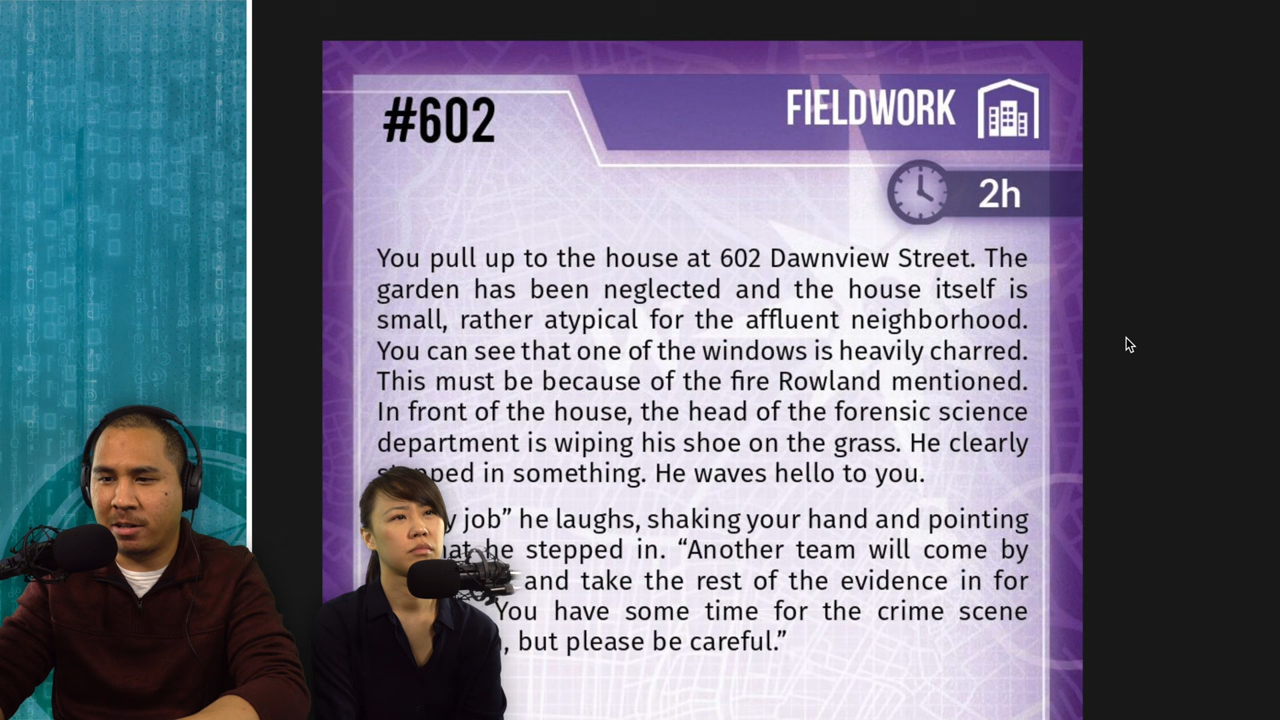 #602
FIELDWORK
2h
You pull up to the house at 602 Dawnview Street. The
garden has been neglected and the house itself is
small, rather atypical for the affluent neighborhood.
You can see that one of the windows is heavily charred.
This must be because of the fire Rowland mentioned.
In front of the house, the head of the forensic science
department is wiping his shoe on the grass. He clearly
in something. He waves hello to you.
job” he laughs, shaking your hand and pointing
he stepped in. “Another team will come by
and take the rest of the evidence in for
You have some time for the crime scene
but please be careful.”